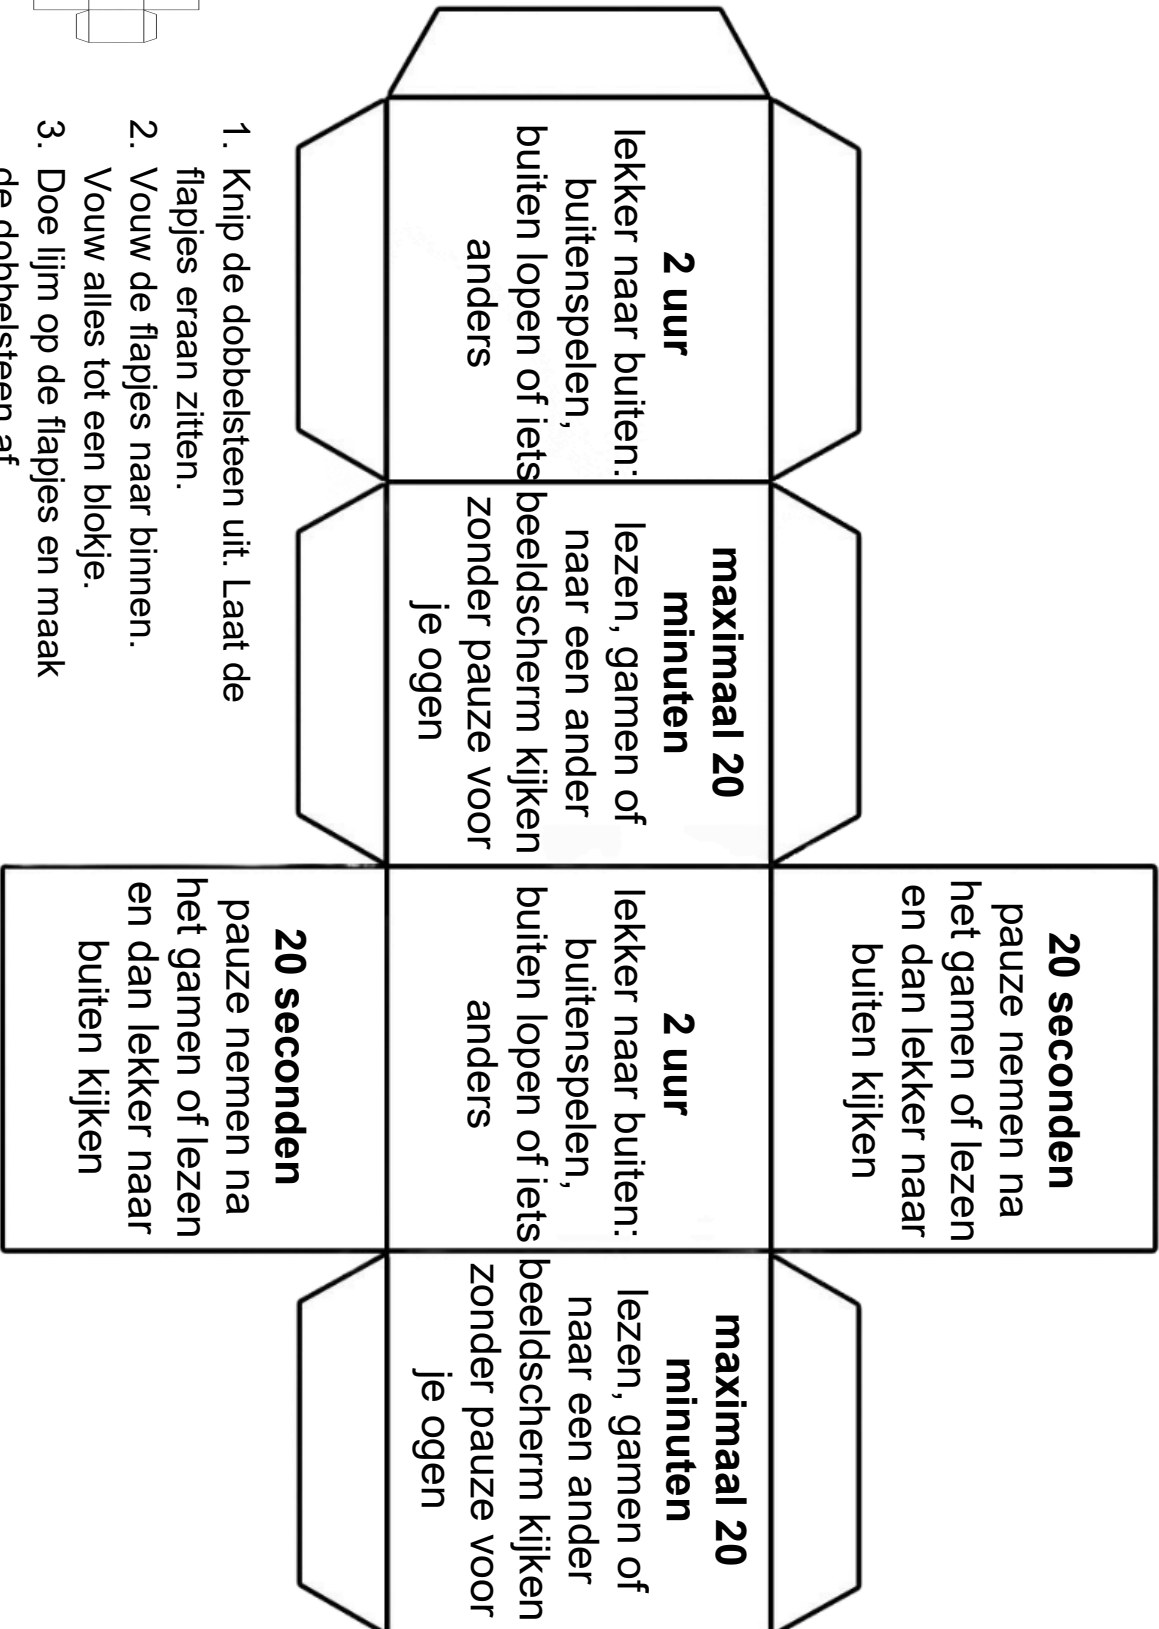 20 seconden
pauze nemen na
het gamen of lezen
en dan lekker naar
buiten kijken
2 uur
lekker naar buiten:
buitenspelen,
buiten lopen of iets
anders
maximaal 20
minuten
lezen, gamen of
naar een ander
beeldscherm kijken
zonder pauze voor
je ogen
2 uur
lekker naar buiten:
buitenspelen,
buiten lopen of iets
anders
maximaal 20
minuten
lezen, gamen of
naar een ander
beeldscherm kijken
zonder pauze voor
je ogen
20 seconden
pauze nemen na
het gamen of lezen
en dan lekker naar
buiten kijken
1. Knip de dobbelsteen uit. Laat de
flapjes eraan zitten.
2. Vouw de flapjes naar binnen.
Vouw alles tot een blokje.
3. Doe lijm op de flapjes en maak
de dobbelsteen af